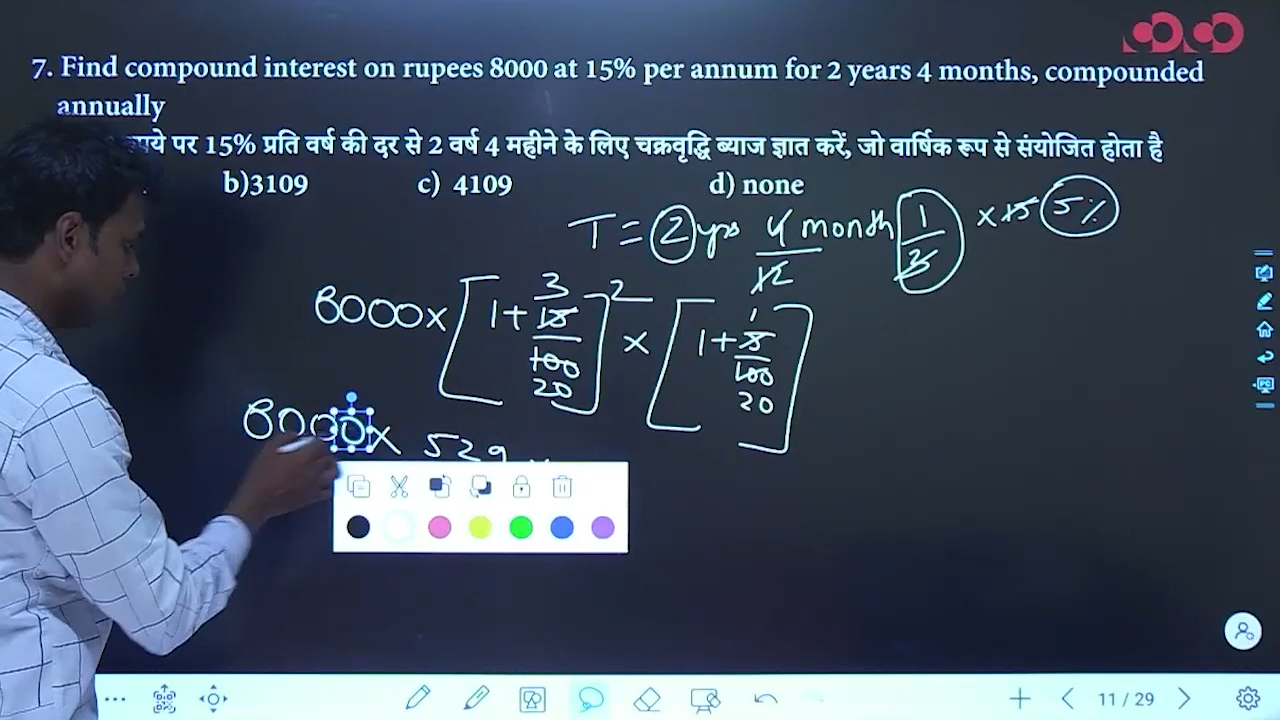 7. Find compound interest on rupees 8000 at 15% per annum for 2 years 4 months, compounded
annually
पर 15% प्रति वर्ष की दर से 2 वर्ष 4 महीने के लिए चक्रवृद्धि ब्याज ज्ञात करें, जो वार्षिक रूप से संयोजित होता है
b)3109 c) 4109 d) none
T = 2 yrs 4 month 1 × 15 5%
12 3
8000 × [1 + 15/100]² × [1 + 5/100]
3 20 1 20
8000 × 529
11 / 29